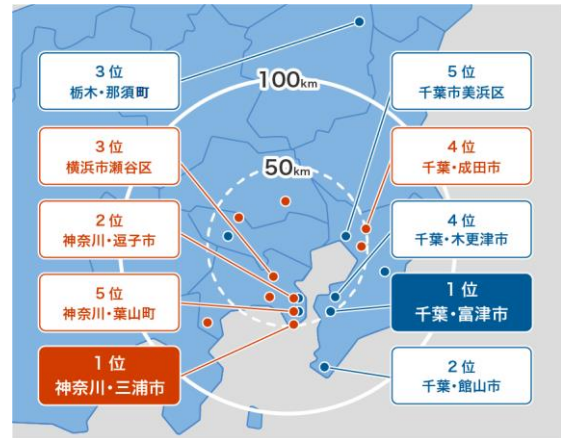 100km
50km
3位
栃木・那須町
3位
横浜市瀬谷区
2位
神奈川・逗子市
5位
神奈川・葉山町
1位
神奈川・三浦市
5位
千葉市美浜区
4位
千葉・成田市
4位
千葉・木更津市
1位
千葉・富津市
2位
千葉・館山市